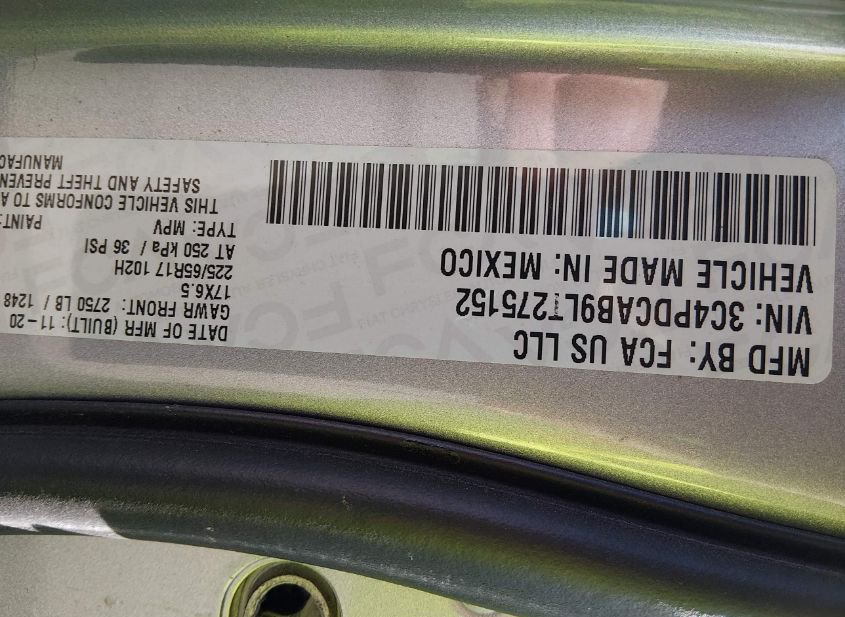 MFD BY: FCA US LLC
DATE OF MFR (BUILT): 11-20
VIN: 3C4PDCAB9LT275152
GAWR FRONT: 2750 LB / 1248
17X6.5
VEHICLE MADE IN: MEXICO
225/65R17 102H
AT 250 kPa / 36 PSI
TYPE: MPV
PAINT:
THIS VEHICLE CONFORMS TO
SAFETY AND THEFT